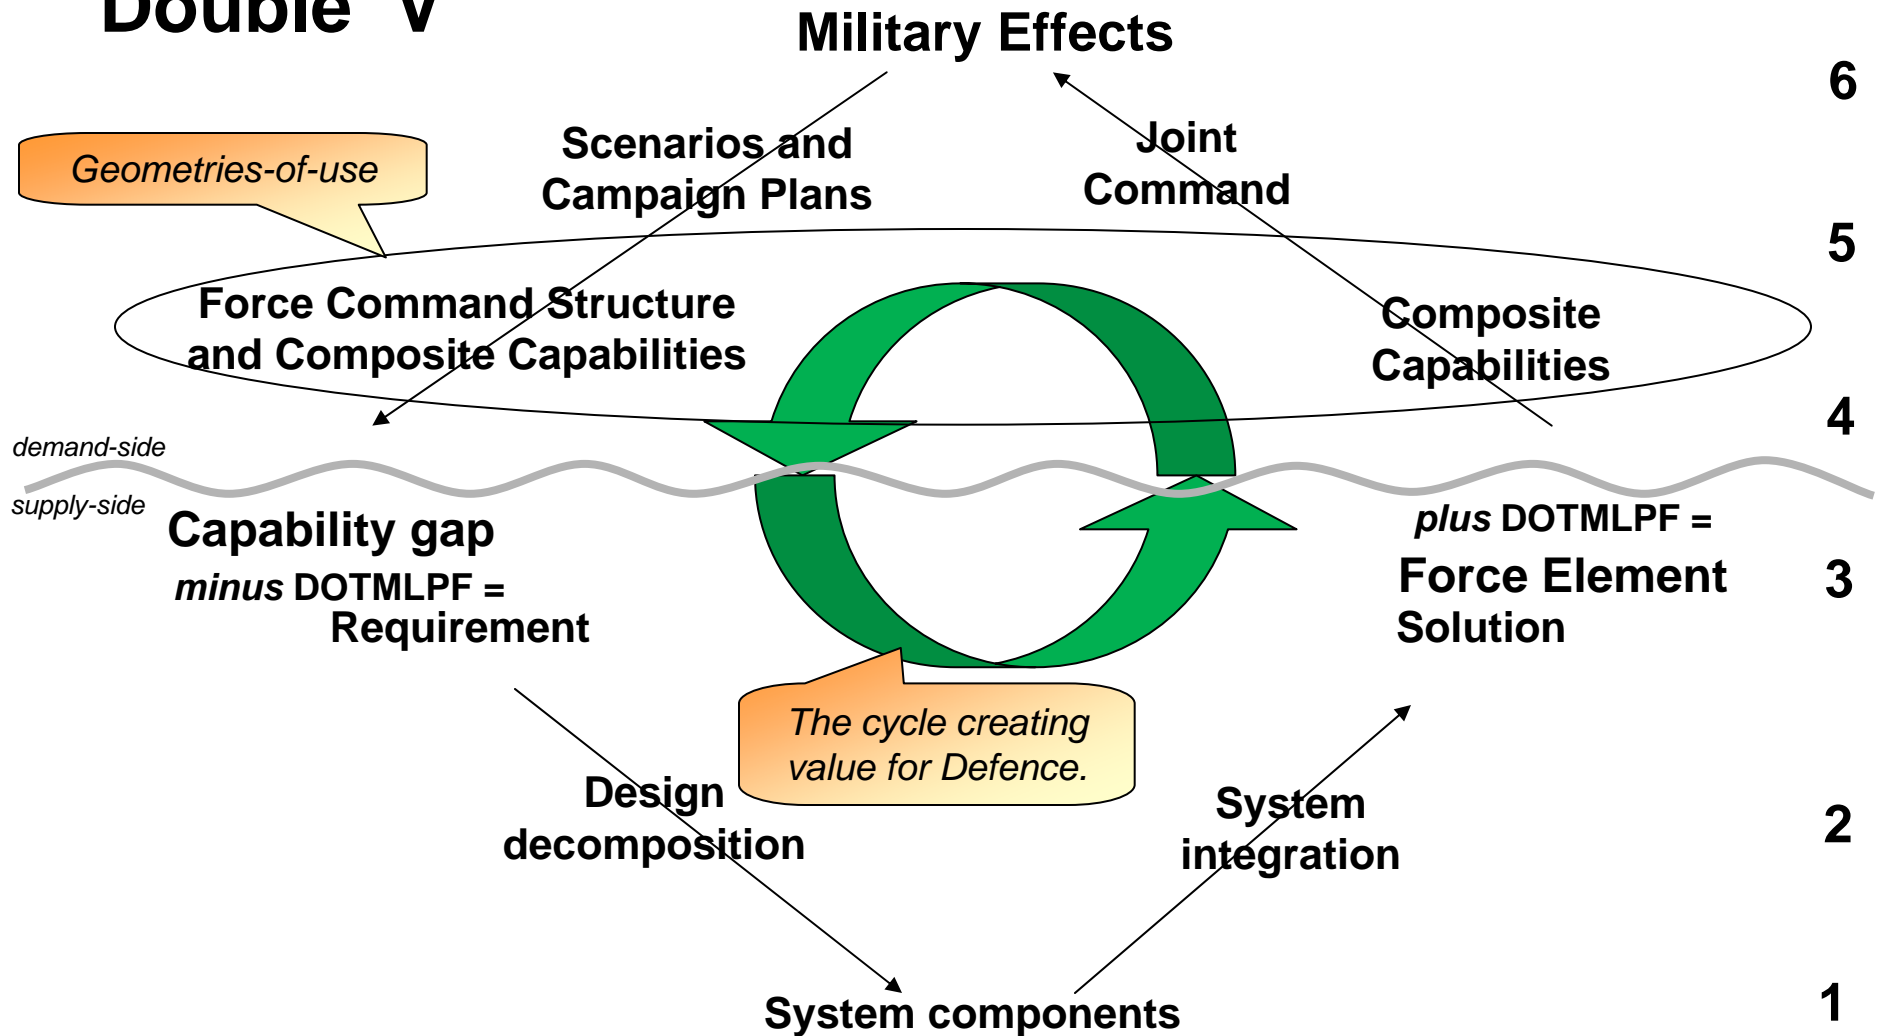 Double V
Military Effects
6
Scenarios and
Campaign Plans
Joint
Command
Geometries-of-use
5
Force Command Structure
and Composite Capabilities
Composite
Capabilities
4
demand-side
supply-side
Capability gap
minus DOTMLPF =
Requirement
plus DOTMLPF =
Force Element
Solution
3
The cycle creating
value for Defence.
Design
decomposition
System
integration
2
System components
1